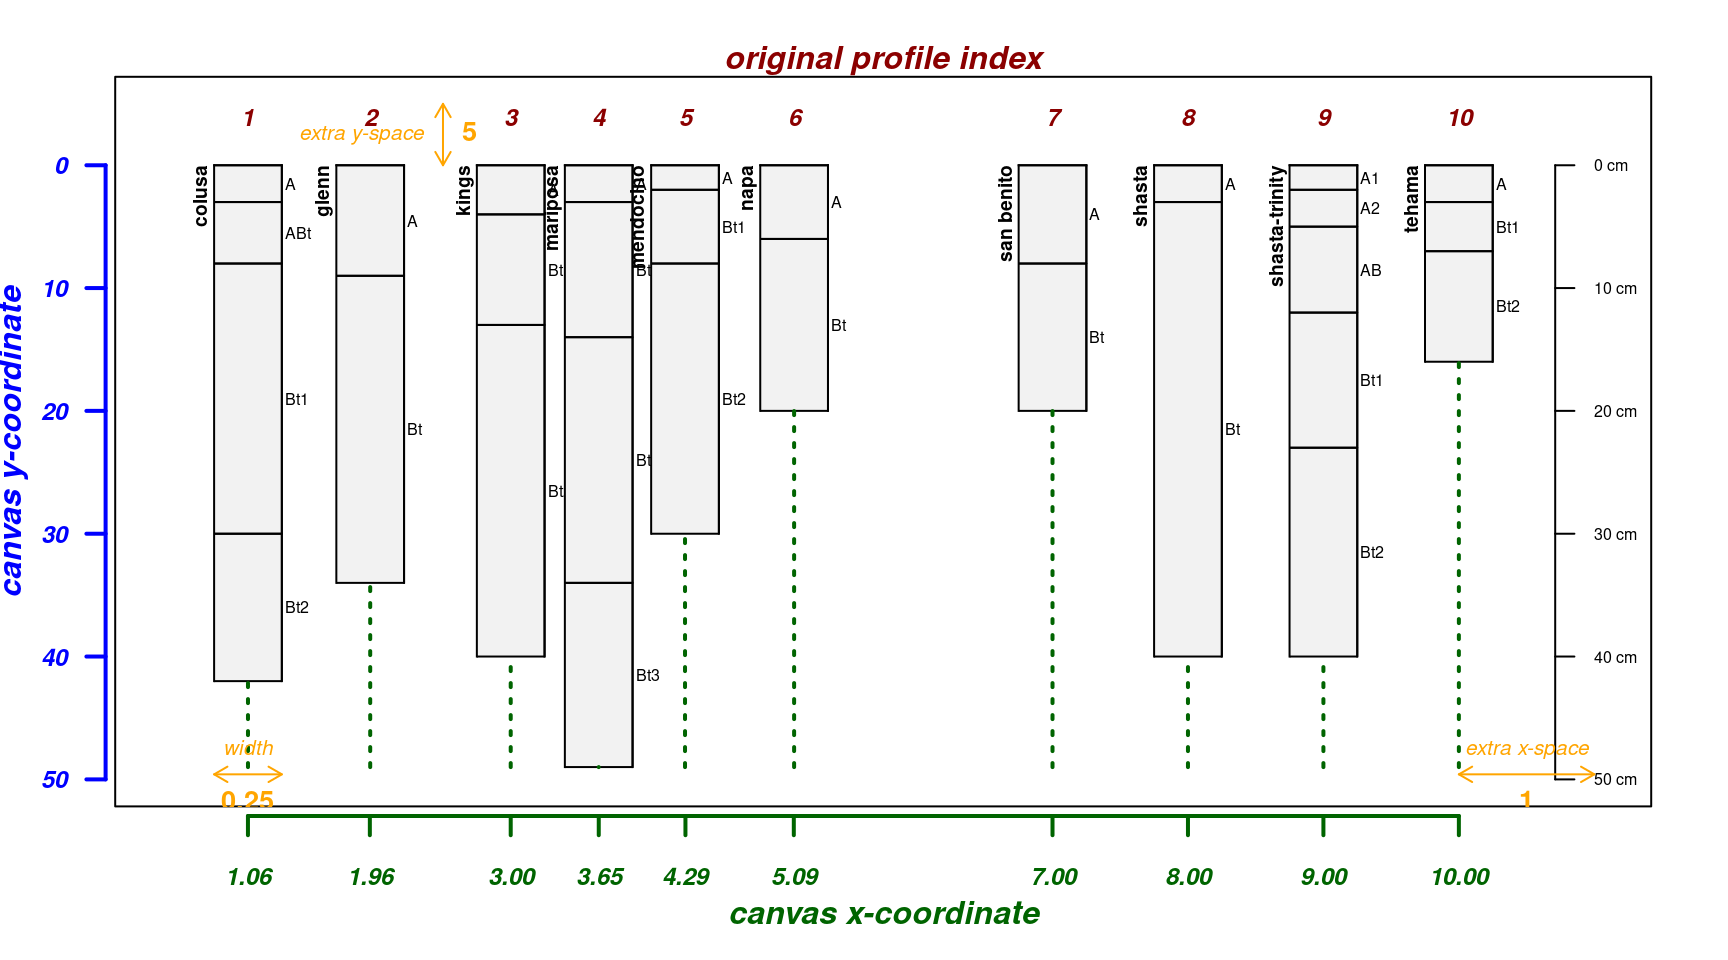 original profile index
1 2 3 4 5 6 7 8 9 10
extra y-space 5
canvas y-coordinate
0
10
20
30
40
50
colusa
A
ABt
Bt1
Bt2
glenn
A
Bt
kings
Bt
Bt
mariposa
Bt
Bt
Bt3
mendocino
A
Bt1
Bt2
napa
A
Bt
san benito
A
Bt
shasta
A
Bt
shasta-trinity
A1
A2
AB
Bt1
Bt2
tehama
A
Bt1
Bt2
0 cm
10 cm
20 cm
30 cm
40 cm
50 cm
width
0.25
extra x-space
1
1.06 1.96 3.00 3.65 4.29 5.09 7.00 8.00 9.00 10.00
canvas x-coordinate